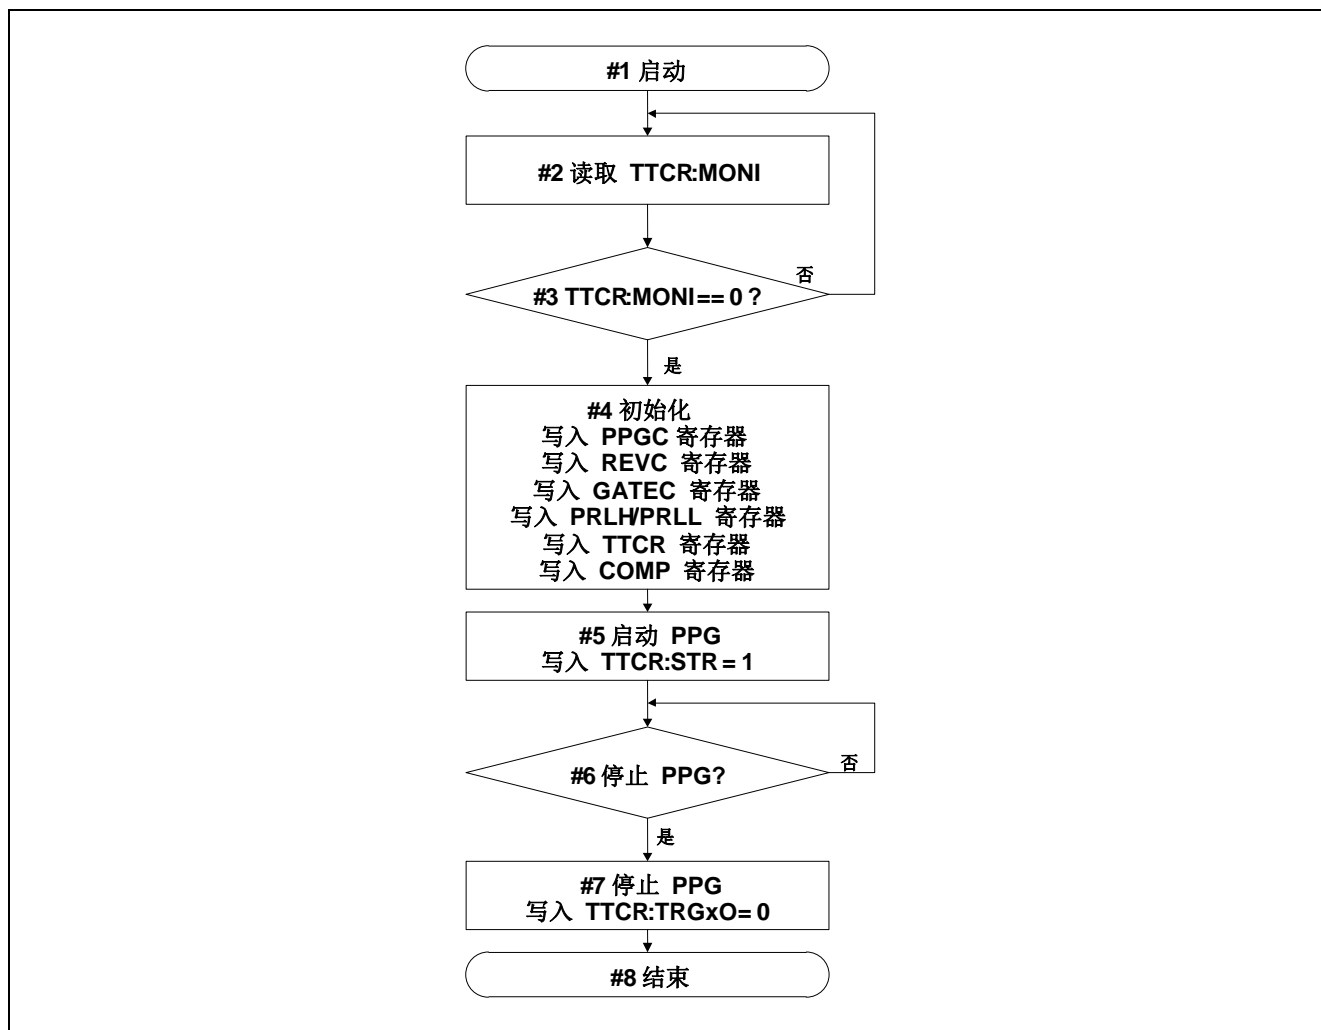 #1 启动
#2 读取 TTCR:MONI
否
#3 TTCR:MONI == 0 ?
是
#4 初始化
写入 PPGC 寄存器
写入 REVC 寄存器
写入 GATEC 寄存器
写入 PRLH/PRLL 寄存器
写入 TTCR 寄存器
写入 COMP 寄存器
#5 启动 PPG
写入 TTCR:STR = 1
否
#6 停止 PPG?
是
#7 停止 PPG
写入 TTCR:TRGxO= 0
#8 结束